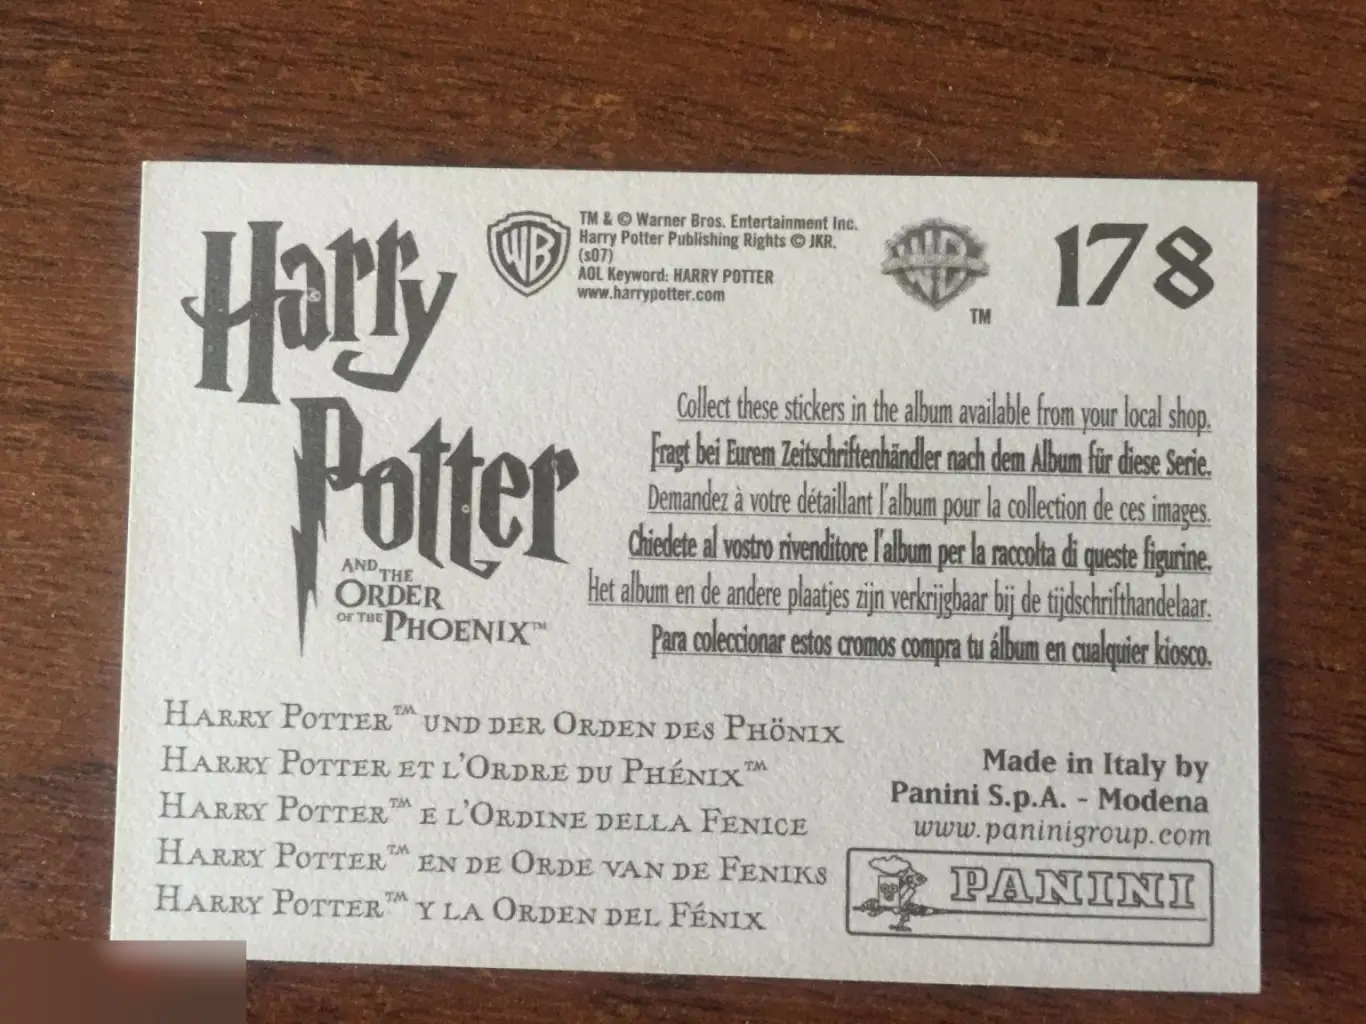 Harry
Potter
AND THE
ORDER
OF THE PHOENIX™
WB
TM & © Warner Bros. Entertainment Inc.
Harry Potter Publishing Rights © JKR.
(s07)
AOL Keyword: HARRY POTTER
www.harrypotter.com
WB
TM
178
Collect these stickers in the album available from your local shop.
Fragt bei Eurem Zeitschriftenhändler nach dem Album für diese Serie.
Demandez à votre détaillant l'album pour la collection de ces images.
Chiedete al vostro rivenditore l'album per la raccolta di queste figurine.
Het album en de andere plaatjes zijn verkrijgbaar bij de tijdschrifthandelaar.
Para coleccionar estos cromos compra tu álbum en cualquier kiosco.
HARRY POTTER™ UND DER ORDEN DES PHÖNIX
HARRY POTTER ET L'ORDRE DU PHÉNIX™
HARRY POTTER™ E L'ORDINE DELLA FENICE
HARRY POTTER™ EN DE ORDE VAN DE FENIKS
HARRY POTTER™ Y LA ORDEN DEL FÉNIX
Made in Italy by
Panini S.p.A. - Modena
www.paninigroup.com
PANINI